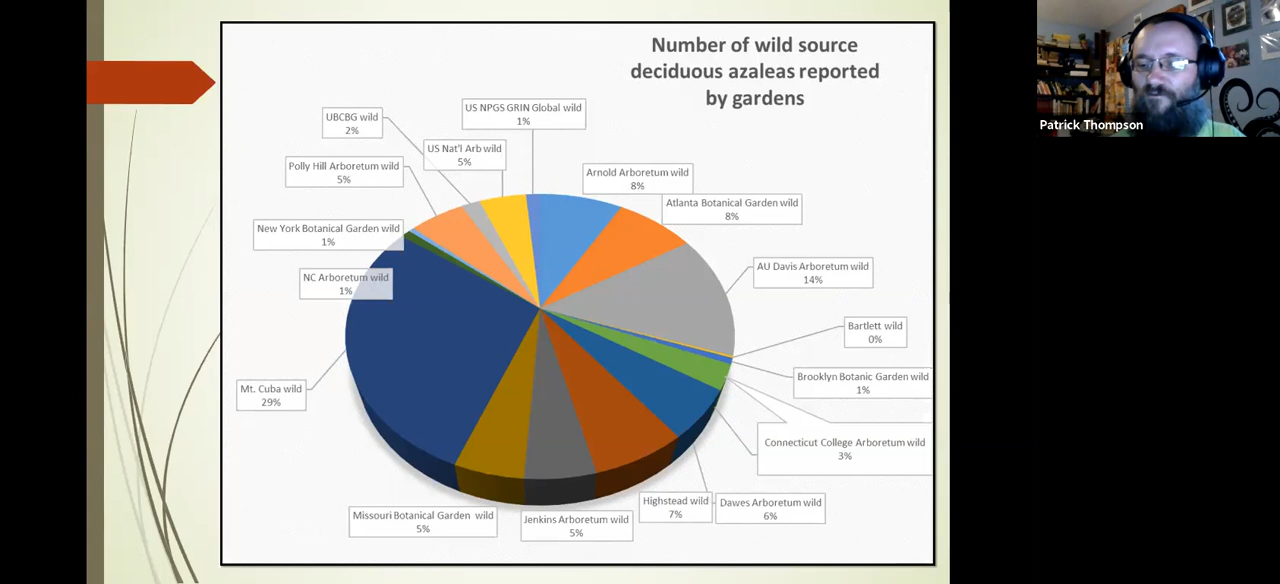 Number of wild source
deciduous azaleas reported
by gardens
US NPGS GRIN Global wild
1%
UBCBG wild
2%
US Nat'l Arb wild
5%
Polly Hill Arboretum wild
5%
New York Botanical Garden wild
1%
NC Arboretum wild
1%
Mt. Cuba wild
29%
Missouri Botanical Garden wild
5%
Jenkins Arboretum wild
5%
Highstead wild
7%
Dawes Arboretum wild
6%
Connecticut College Arboretum wild
3%
Brooklyn Botanic Garden wild
1%
Bartlett wild
0%
AU Davis Arboretum wild
14%
Atlanta Botanical Garden wild
8%
Arnold Arboretum wild
8%
Patrick Thompson